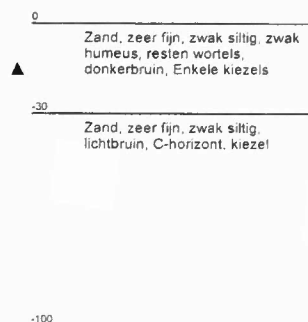 0
Zand, zeer fijn, zwak siltig, zwak
humeus, resten wortels,
donkerbruin, Enkele kiezels
-30
Zand, zeer fijn, zwak siltig,
lichtbruin, C-horizont, kiezel
-100